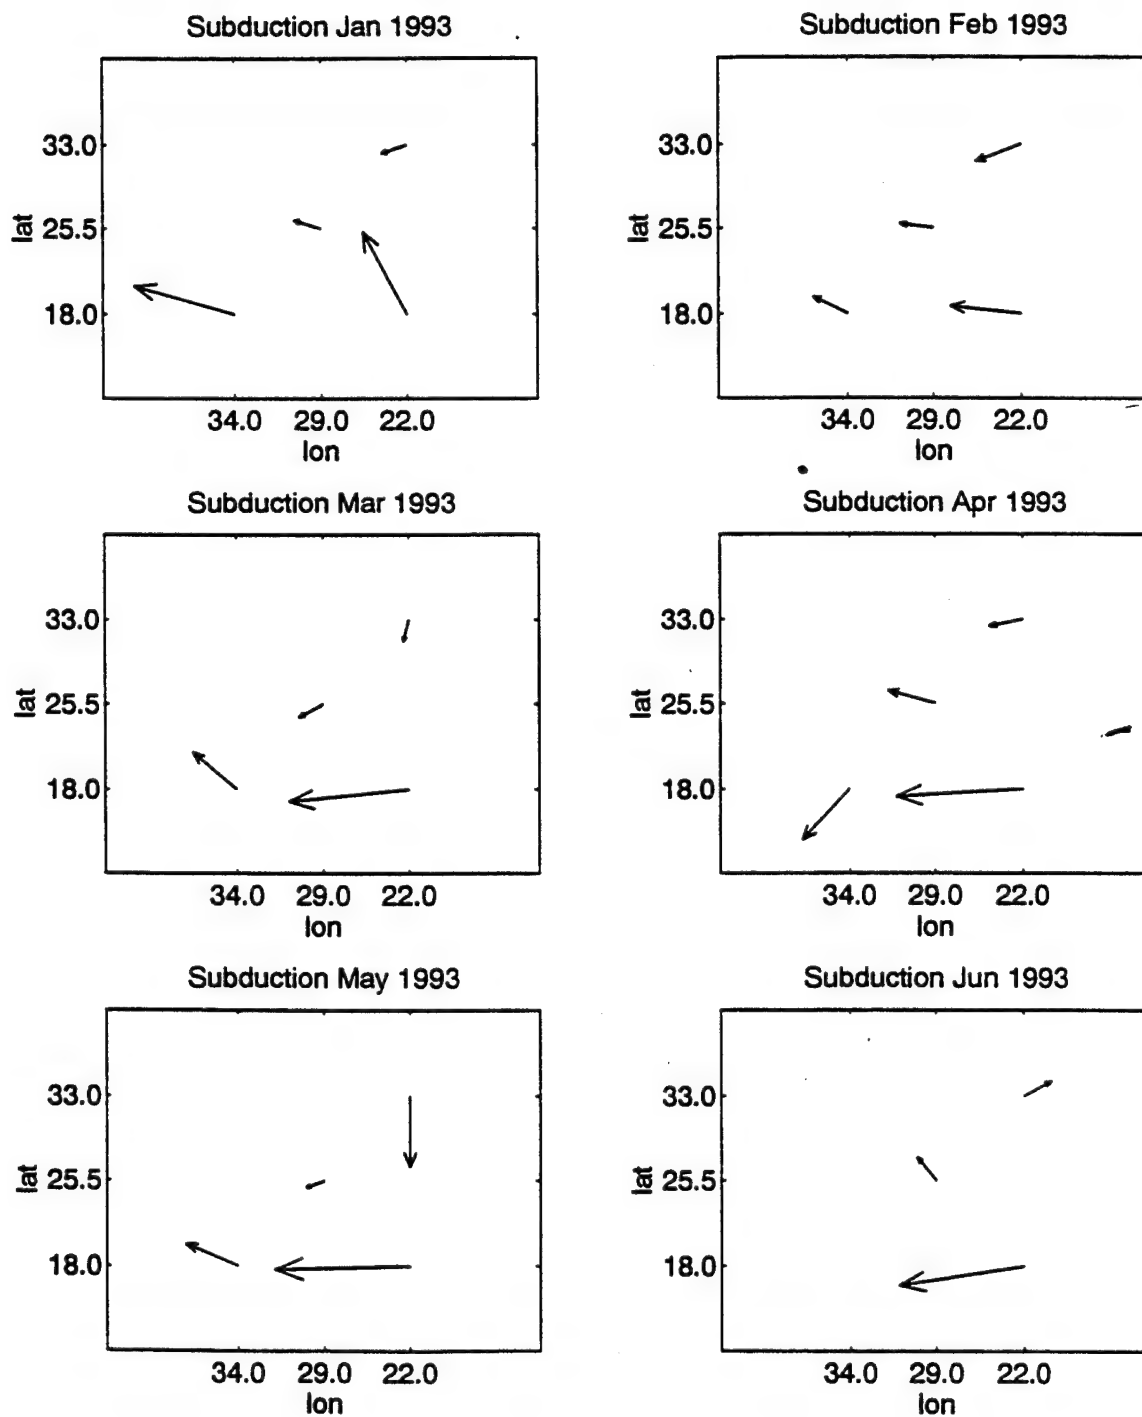 Subduction Jan 1993
33.0
25.5
18.0
lat
34.0 29.0 22.0
lon
Subduction Feb 1993
33.0
25.5
18.0
lat
34.0 29.0 22.0
lon
Subduction Mar 1993
33.0
25.5
18.0
lat
34.0 29.0 22.0
lon
Subduction Apr 1993
33.0
25.5
18.0
lat
34.0 29.0 22.0
lon
Subduction May 1993
33.0
25.5
18.0
lat
34.0 29.0 22.0
lon
Subduction Jun 1993
33.0
25.5
18.0
lat
34.0 29.0 22.0
lon